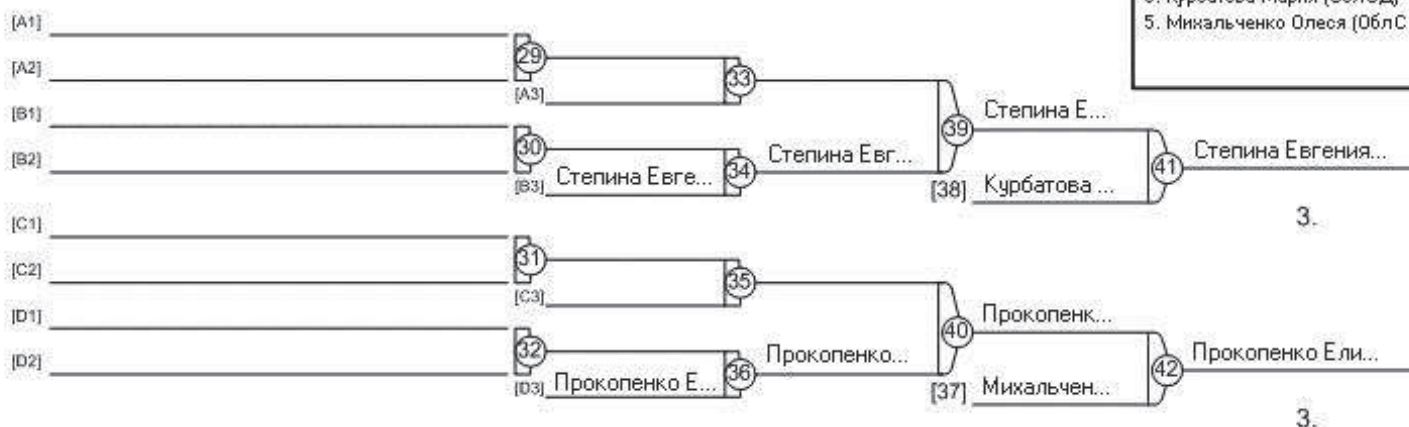 5. Михальченко Олеся (ОблС
[A1]
[A2]
[A3]
[B1]
[B2]
[B3]
[C1]
[C2]
[C3]
[D1]
[D2]
[D3]
29
30
31
32
Степина Евге...
Прокопенко Е...
33
34
35
36
Степина Евг...
Прокопенко...
39
[38]
40
[37]
Степина Е...
Курбатова ...
Прокопенк...
Михальчен...
41
42
Степина Евгения...
3.
Прокопенко Ели...
3.